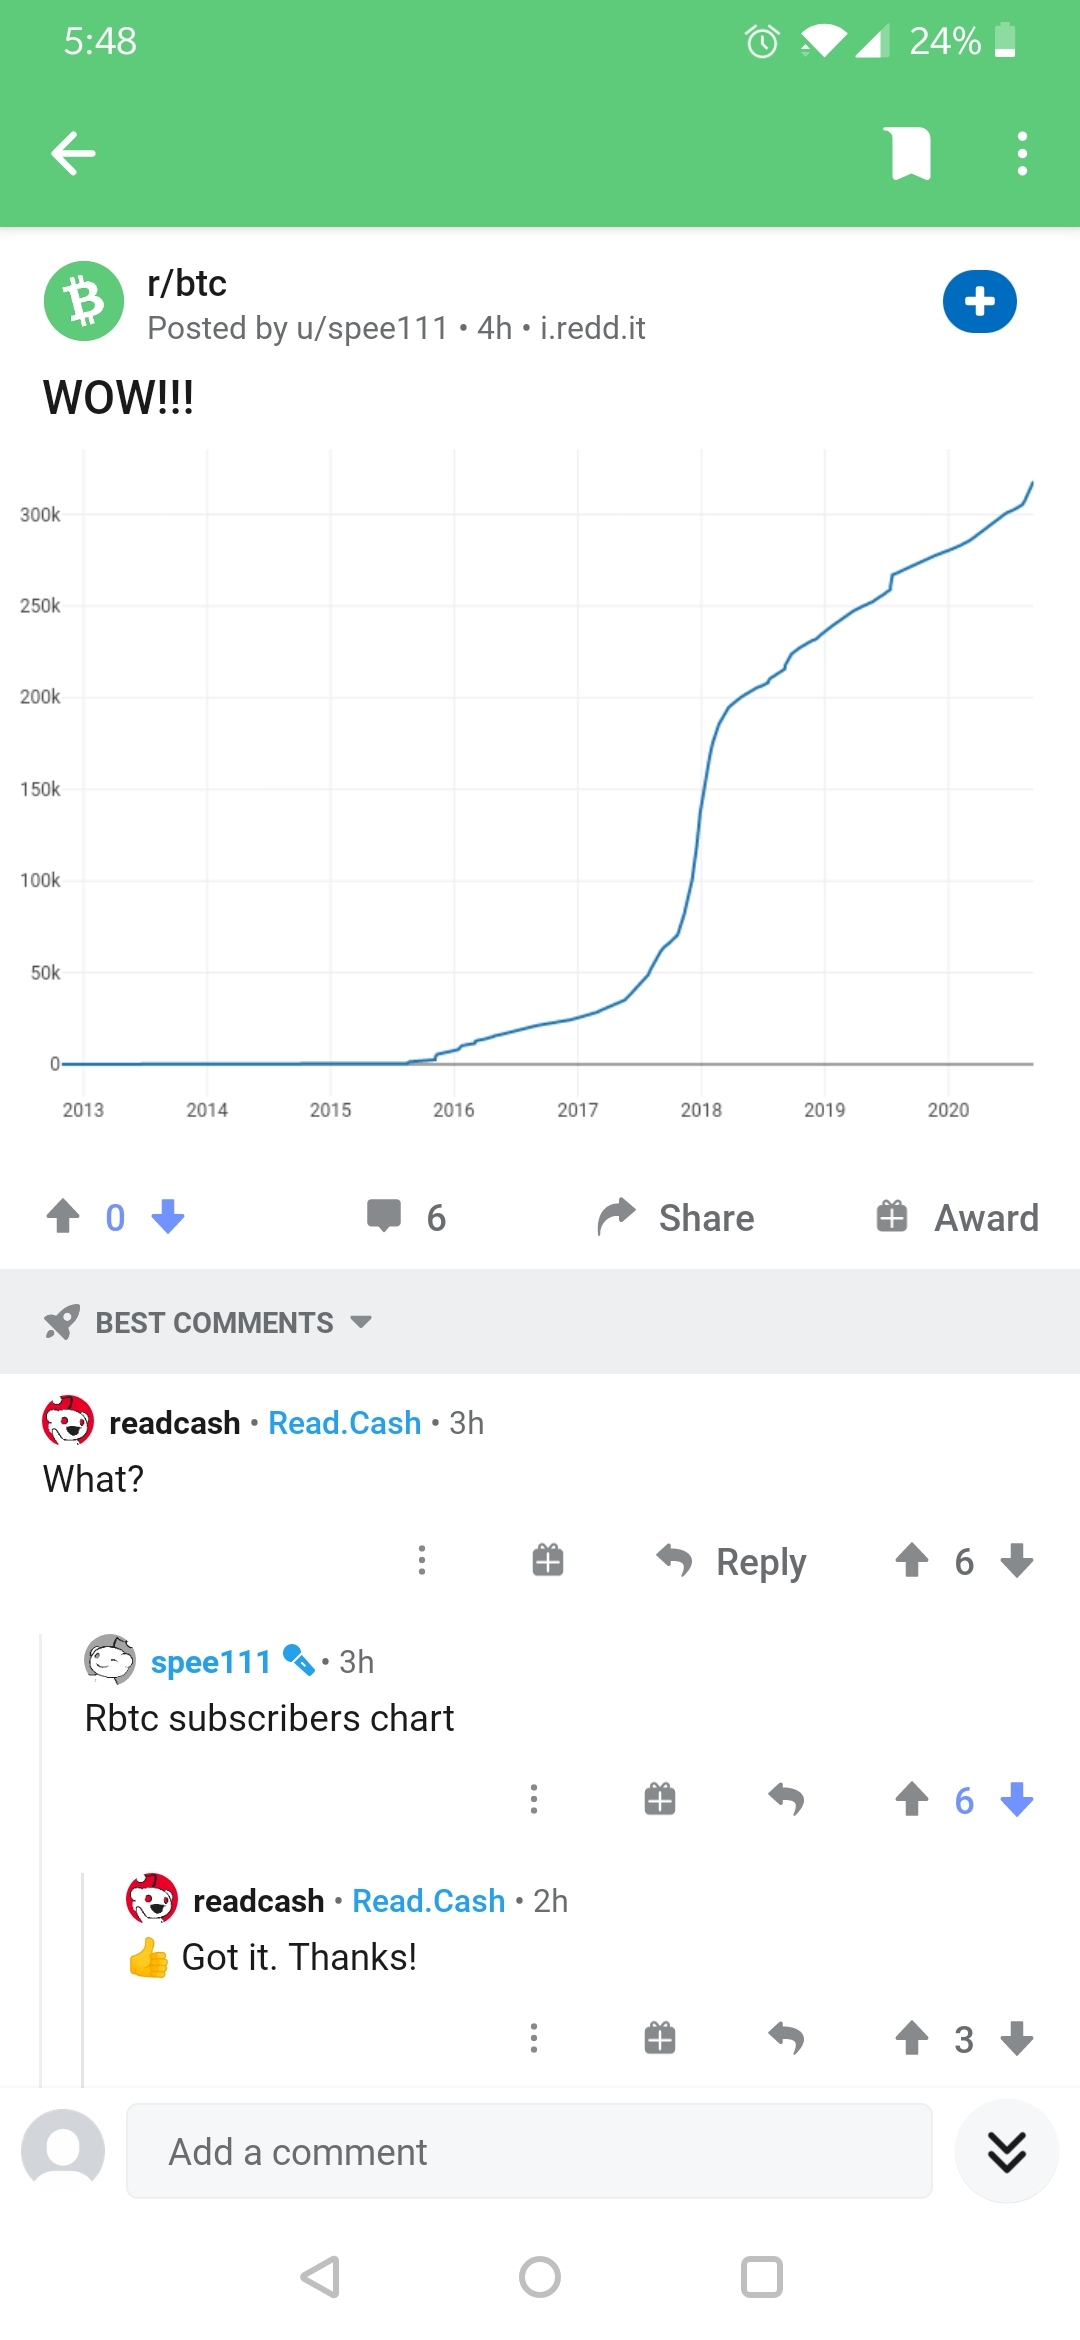 5:48 24%
r/btc
Posted by u/spee111 • 4h • i.redd.it
WOW!!!
300k
250k
200k
150k
100k
50k
0
2013 2014 2015 2016 2017 2018 2019 2020
0 6 Share Award
BEST COMMENTS
readcash • Read.Cash • 3h
What?
Reply 6
spee111 • 3h
Rbtc subscribers chart
6
readcash • Read.Cash • 2h
👍 Got it. Thanks!
3
Add a comment